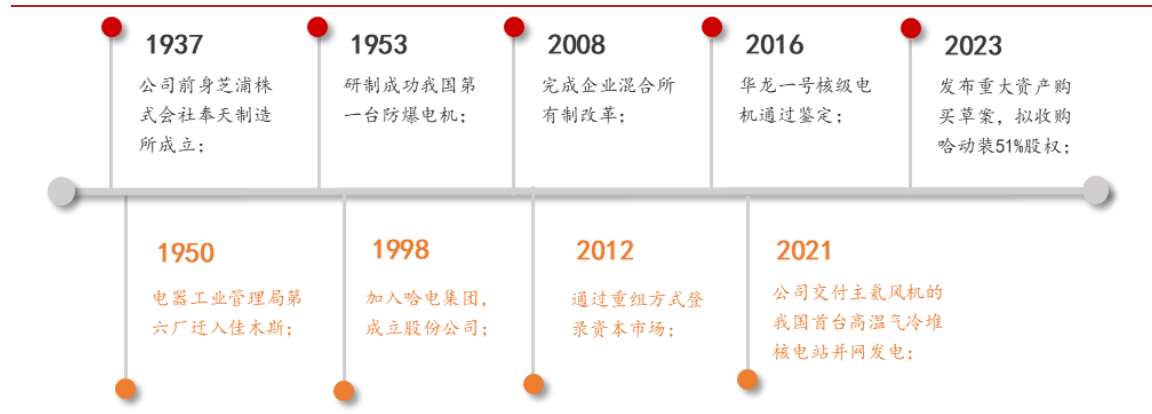 1937
公司前身芝浦株
式会社奉天制造
所成立；
1953
研制成功我国第
一台防爆电机；
2008
完成企业混合所
有制改革；
2016
华龙一号核级电
机通过鉴定；
2023
发布重大资产购
买草案，拟收购
哈动装51%股权；
1950
电器工业管理局第
六厂迁入佳木斯；
1998
加入哈电集团，
成立股份公司；
2012
通过重组方式登
录资本市场；
2021
公司交付主氦风机的
我国首台高温气冷堆
核电站并网发电；